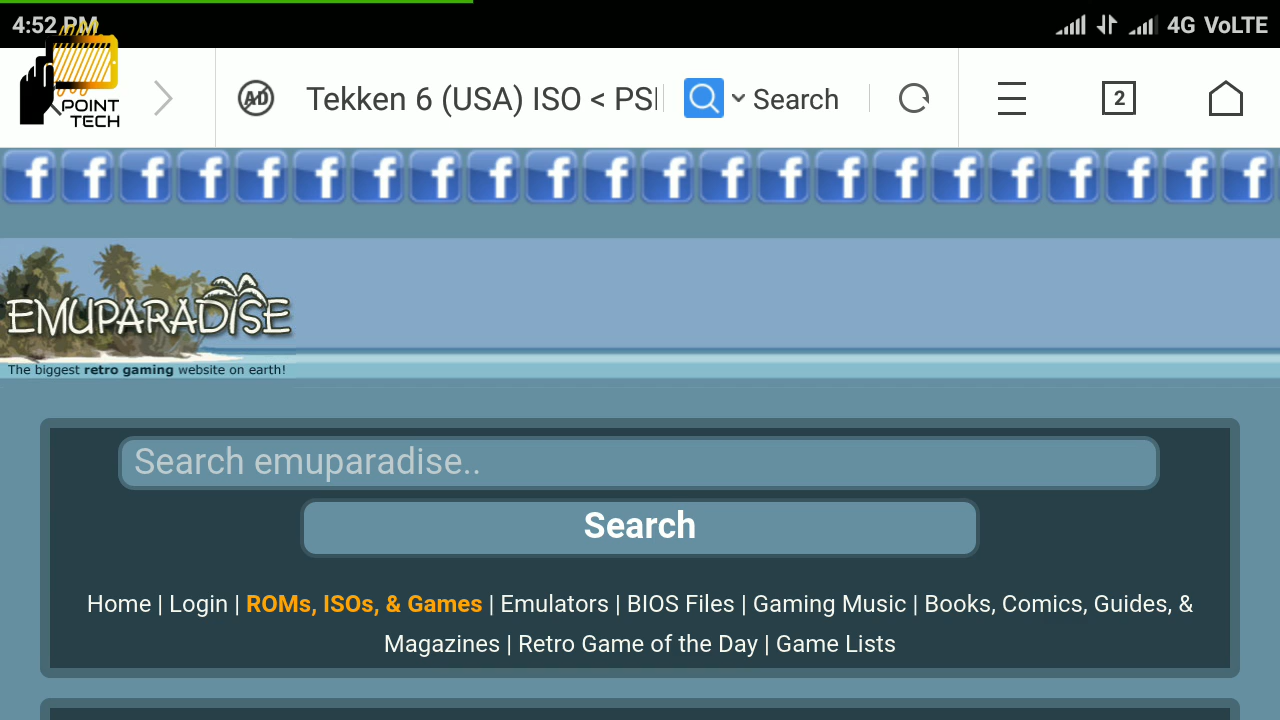 4:52 PM
4G VoLTE
POINT
TECH
AD
Tekken 6 (USA) ISO < PS
Search
2
f f f f f f f f f f f f f f f f f f f f f f
EMUPARADISE
The biggest retro gaming website on earth!
Search emuparadise..
Search
Home | Login | ROMs, ISOs, & Games | Emulators | BIOS Files | Gaming Music | Books, Comics, Guides, &
Magazines | Retro Game of the Day | Game Lists